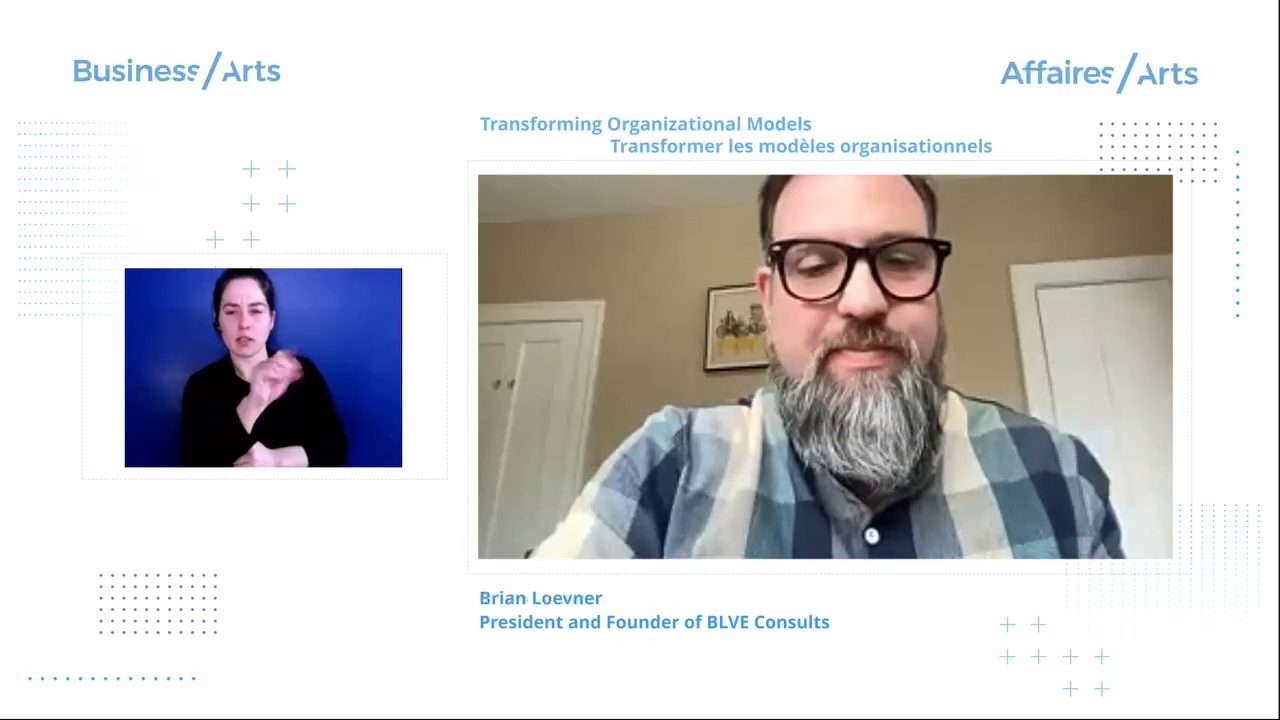 Business/Arts
Affaires/Arts
Transforming Organizational Models
Transformer les modèles organisationnels
Brian Loevner
President and Founder of BLVE Consults